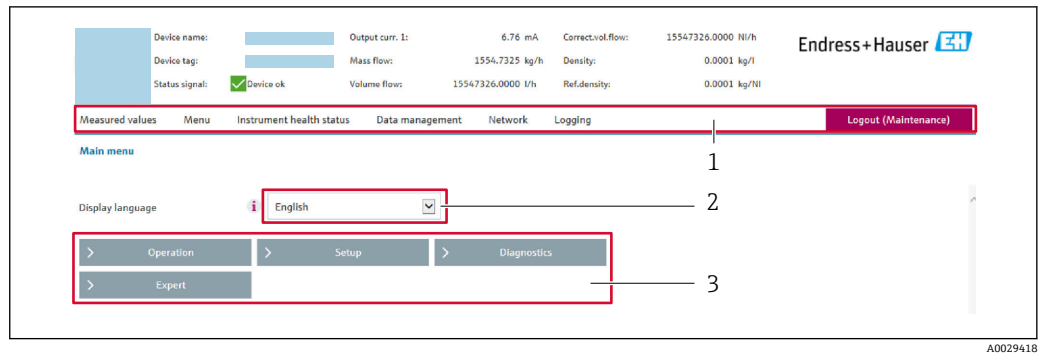 Device name: Output curr. 1: 6.76 mA Correct.vol.flow: 15547326.0000 Nl/h
Endress+Hauser EH
Device tag: Mass flow: 1554.7325 kg/h Density: 0.0001 kg/l
Status signal: Device ok Volume flow: 15547326.0000 l/h Ref.density: 0.0001 kg/Nl
Measured values Menu Instrument health status Data management Network Logging Logout (Maintenance)
1
Main menu
Display language i English 2
> Operation > Setup > Diagnostics
> Expert 3
A0029418